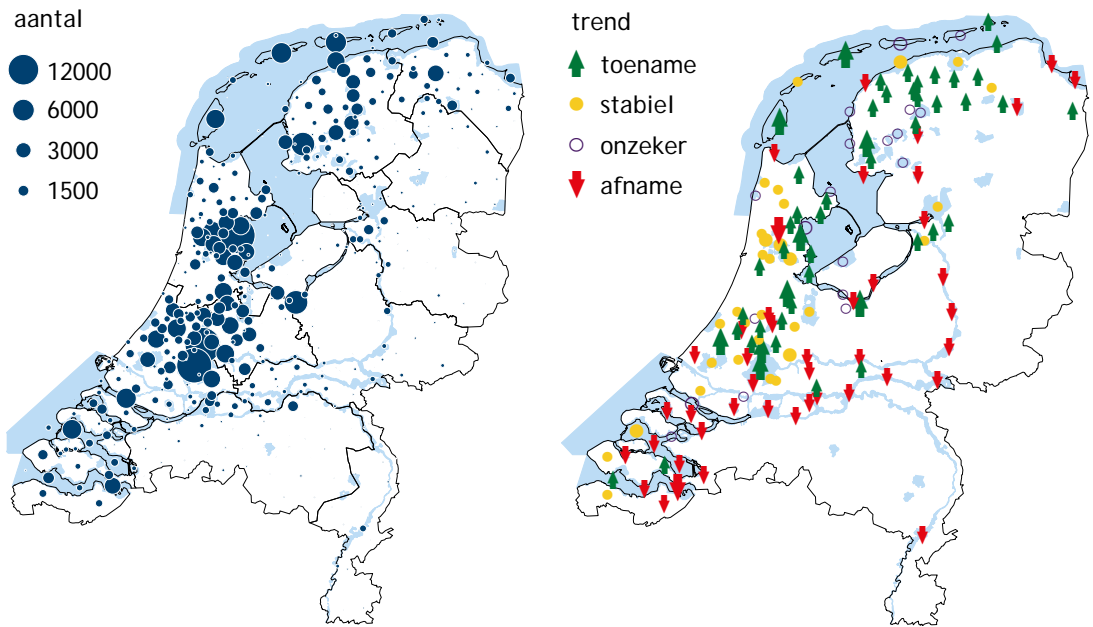 aantal
12000
6000
3000
1500
trend
toename
stabiel
onzeker
afname